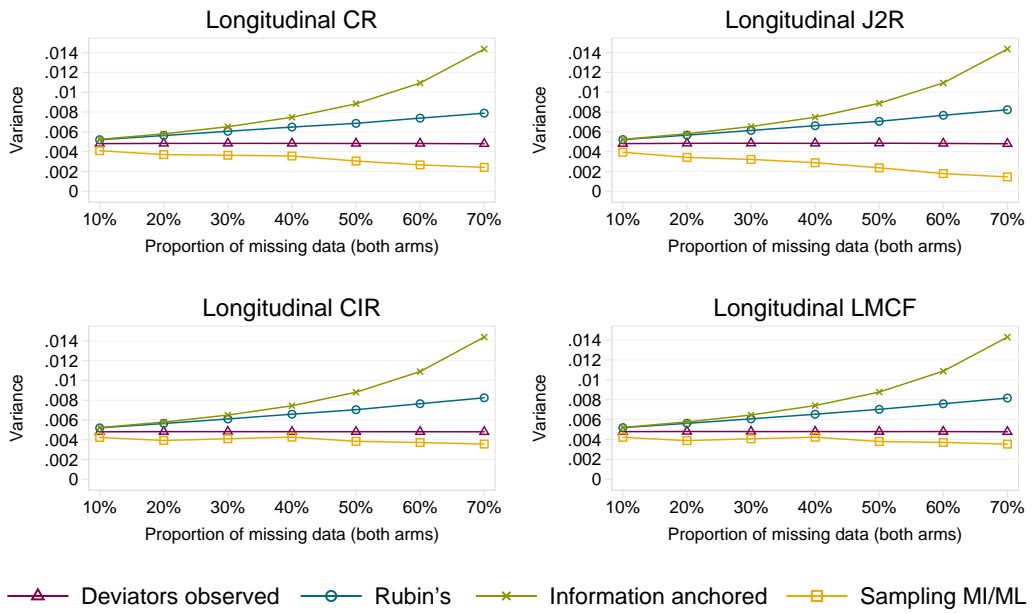 Longitudinal CR
Variance
.014
.012
.01
.008
.006
.004
.002
0
10% 20% 30% 40% 50% 60% 70%
Proportion of missing data (both arms)
Longitudinal J2R
Variance
.014
.012
.01
.008
.006
.004
.002
0
10% 20% 30% 40% 50% 60% 70%
Proportion of missing data (both arms)
Longitudinal CIR
Variance
.014
.012
.01
.008
.006
.004
.002
0
10% 20% 30% 40% 50% 60% 70%
Proportion of missing data (both arms)
Longitudinal LMCF
Variance
.014
.012
.01
.008
.006
.004
.002
0
10% 20% 30% 40% 50% 60% 70%
Proportion of missing data (both arms)
Deviators observed Rubin's Information anchored Sampling MI/ML